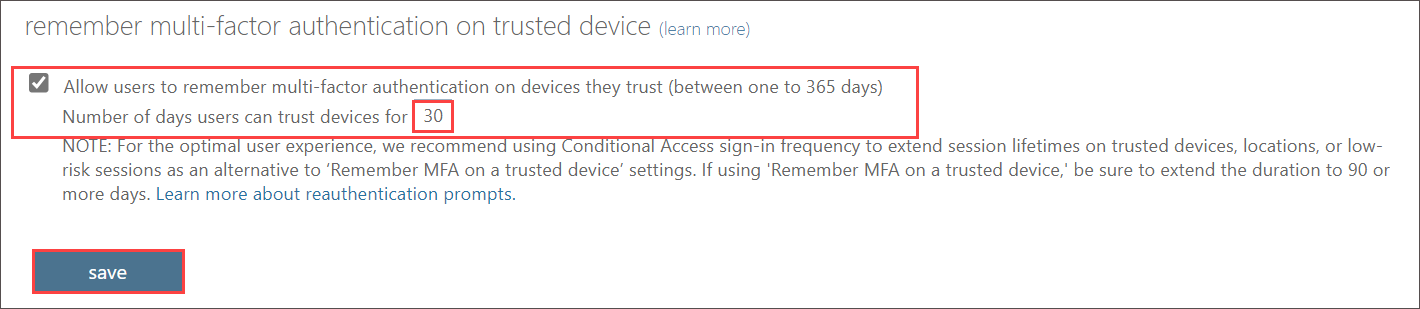 remember multi-factor authentication on trusted device (learn more)
Allow users to remember multi-factor authentication on devices they trust (between one to 365 days)
Number of days users can trust devices for 30
NOTE: For the optimal user experience, we recommend using Conditional Access sign-in frequency to extend session lifetimes on trusted devices, locations, or low-
risk sessions as an alternative to ‘Remember MFA on a trusted device’ settings. If using 'Remember MFA on a trusted device,' be sure to extend the duration to 90 or
more days. Learn more about reauthentication prompts.
save